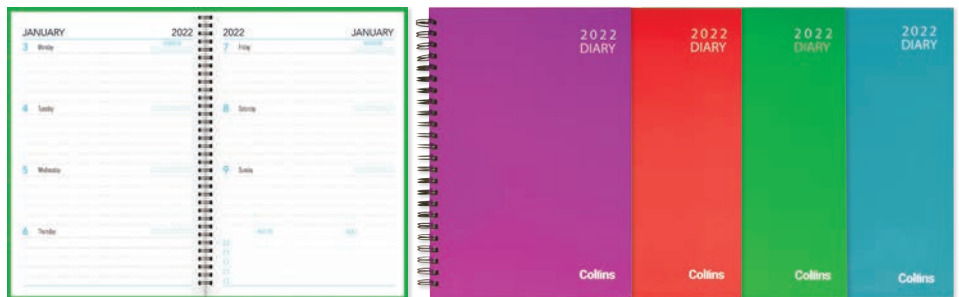 JANUARY 2022
3 Monday
4 Tuesday
5 Wednesday
6 Thursday
2022 JANUARY
7 Friday
8 Saturday
9 Sunday
2022
DIARY
Collins
2022
DIARY
Collins
2022
DIARY
Collins
2022
DIARY
Collins